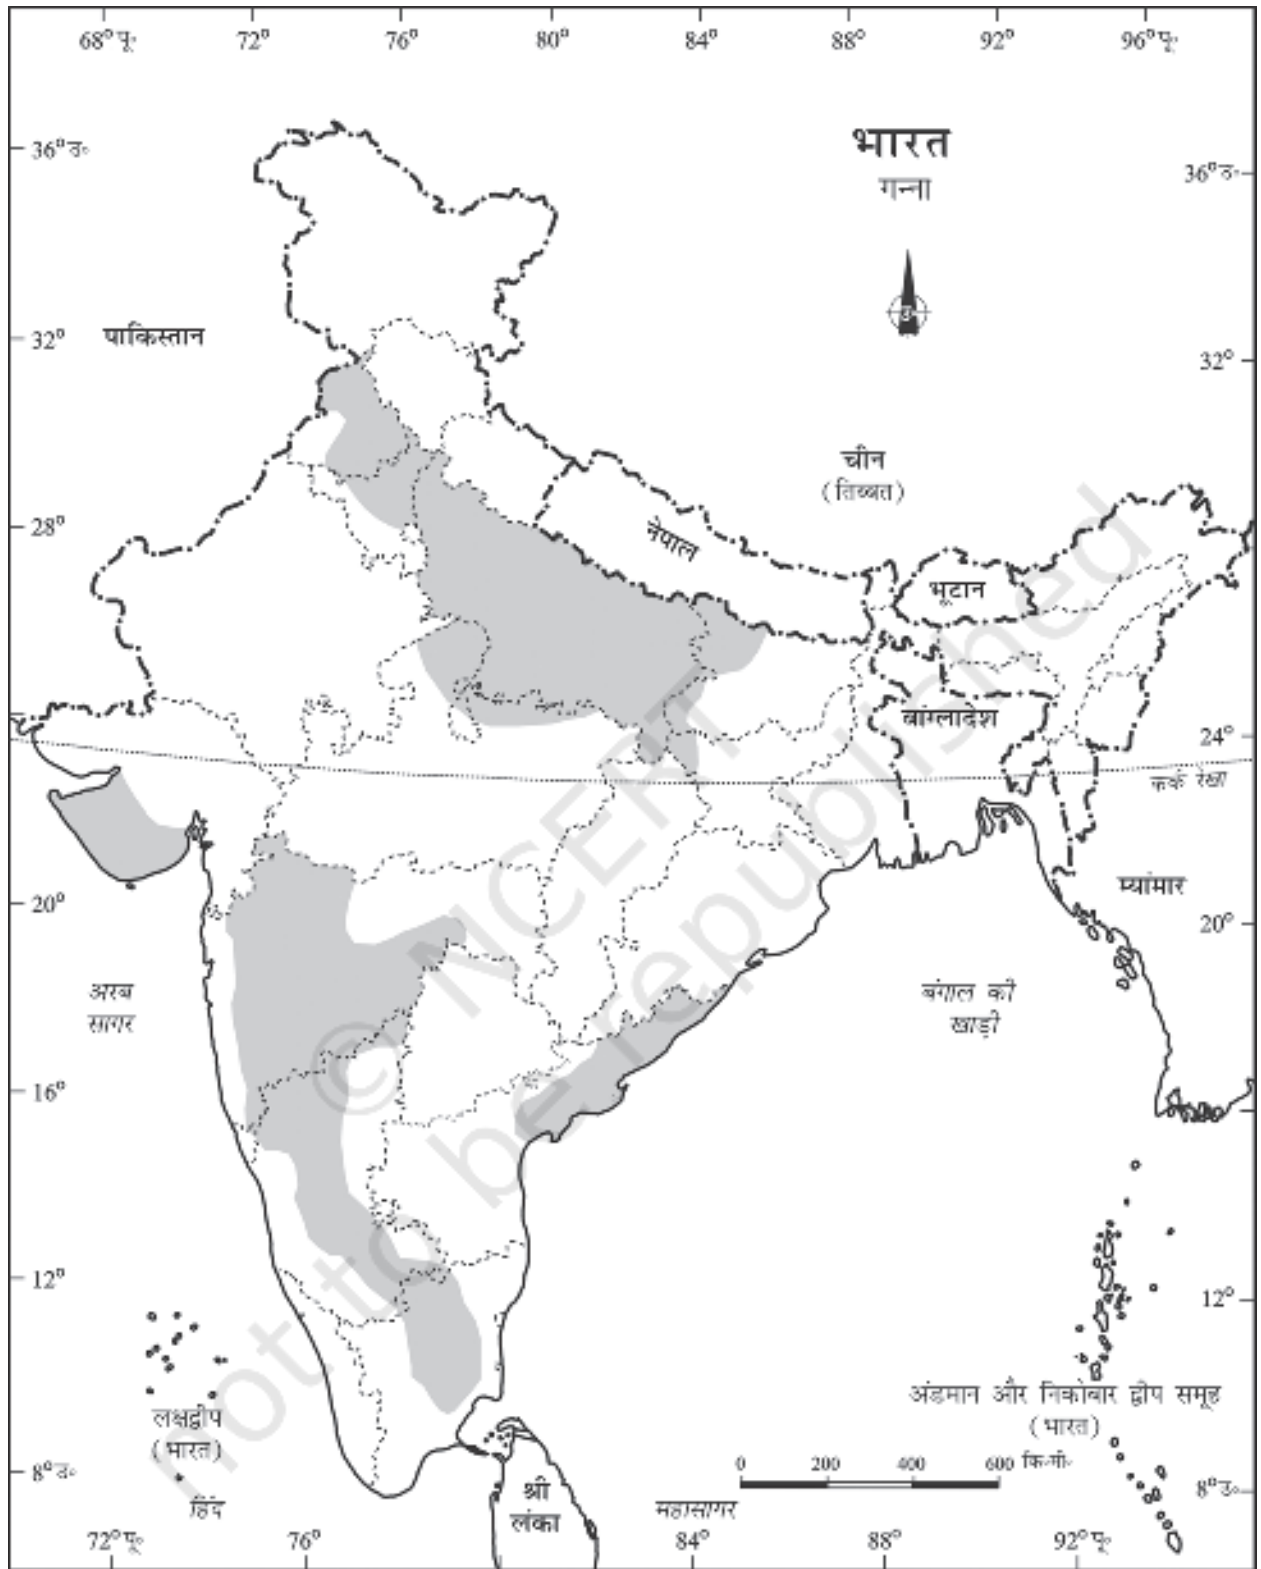 68° पू. 72° 76° 80° 84° 88° 92° 96° पू.
भारत
गन्ना
36° उ.
36° उ.
उ.
पाकिस्तान
32°
32°
चीन
(तिब्बत)
28°
नेपाल
भूटान
बांग्लादेश
24°
कर्क रेखा
म्यांमार
20°
20°
अरब
सागर
बंगाल की
खाड़ी
16°
12°
12°
अंडमान और निकोबार द्वीप समूह
(भारत)
लक्षद्वीप
(भारत)
0 200 400 600 कि.मी.
8° उ.
8° उ.
श्री
लंका
हिंद
महासागर
72° पू. 76° 84° 88° 92° पू.
© NCERT
not to be republished